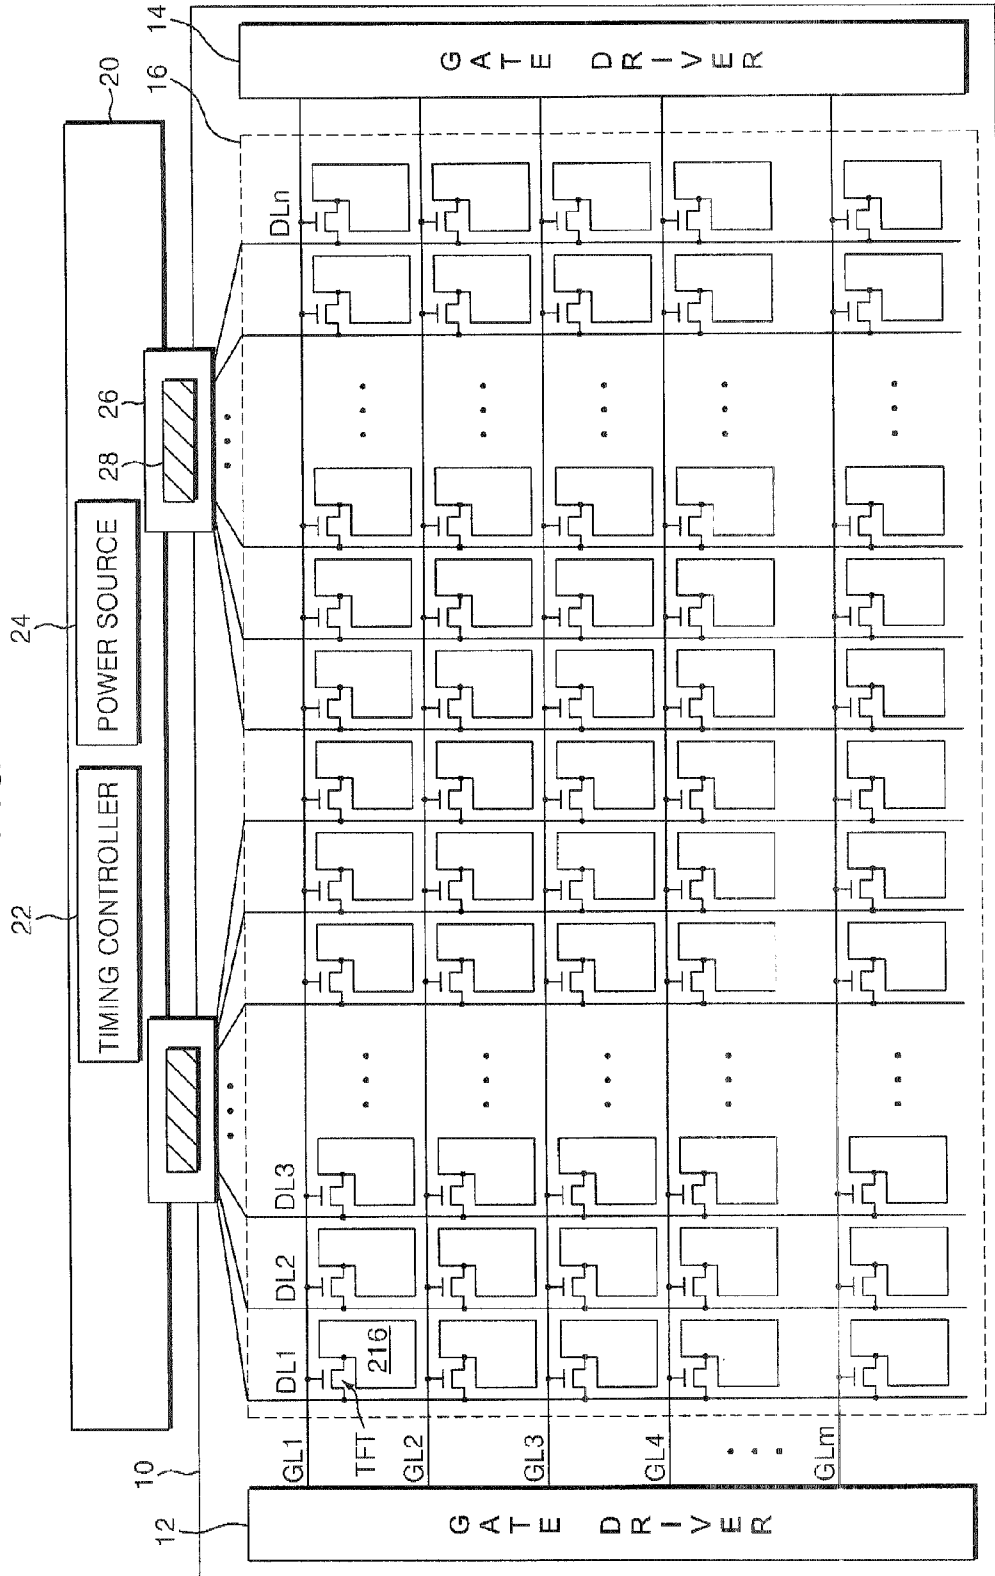 22
24
20
TIMING CONTROLLER
POWER SOURCE
28
26
10
16
12
14
DL1
DL2
DL3
DLn
GL1
TFT
216
GL2
GL3
GL4
GLm
GATE DRIVER
GATE DRIVER